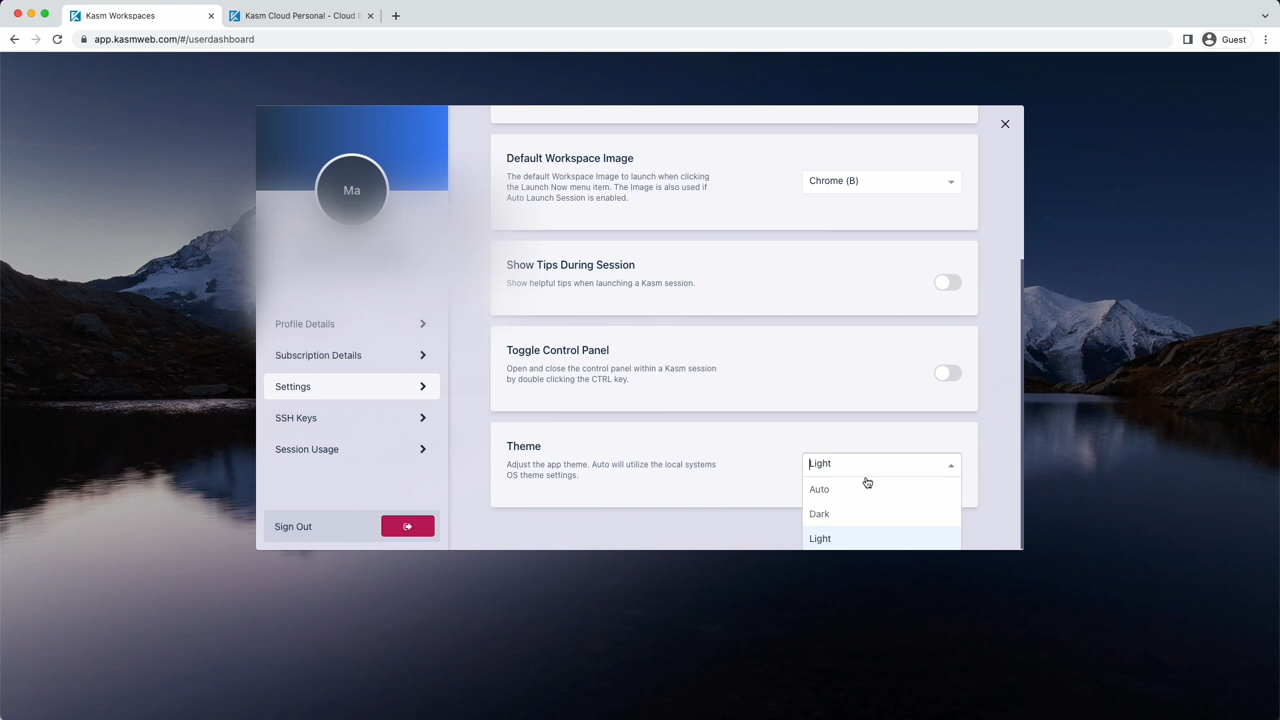 Kasm Workspaces
Kasm Cloud Personal - Cloud E
app.kasmweb.com/#/userdashboard
Guest
Ma
Profile Details
Subscription Details
Settings
SSH Keys
Session Usage
Sign Out
Default Workspace Image
The default Workspace Image to launch when clicking
the Launch Now menu item. The Image is also used if
Auto Launch Session is enabled.
Chrome (B)
Show Tips During Session
Show helpful tips when launching a Kasm session.
Toggle Control Panel
Open and close the control panel within a Kasm session
by double clicking the CTRL key.
Theme
Adjust the app theme. Auto will utilize the local systems
OS theme settings.
Light
Auto
Dark
Light